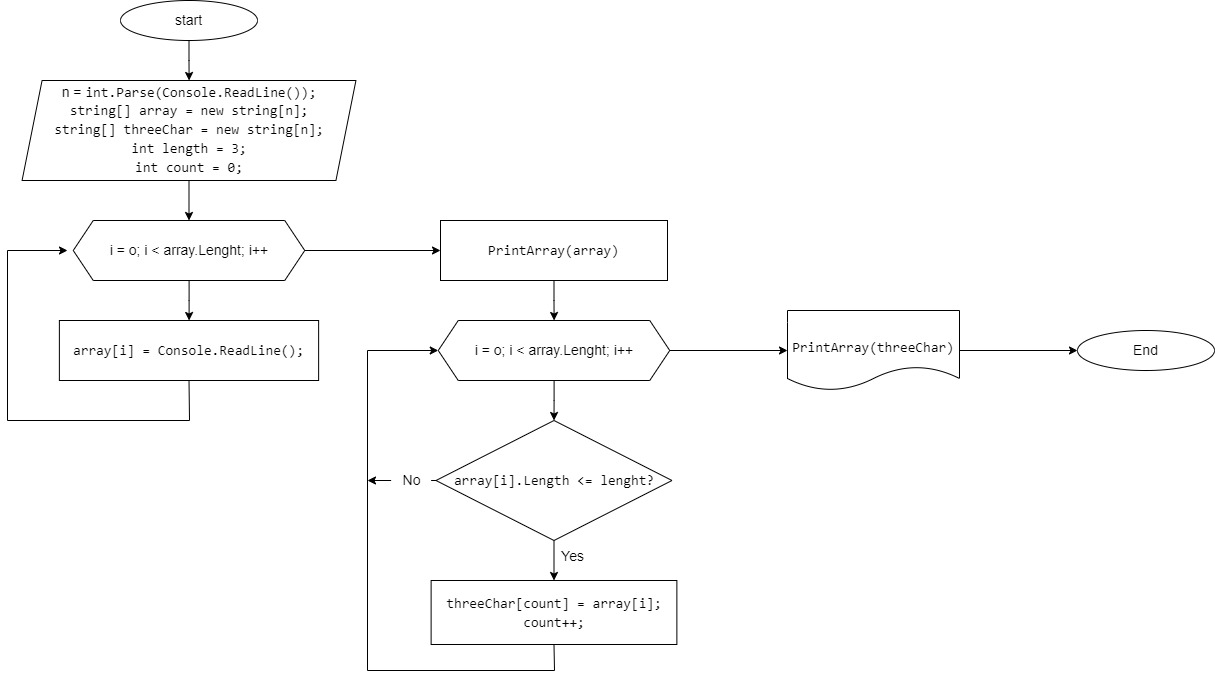 start
n = int.Parse(Console.ReadLine());
string[] array = new string[n];
string[] threeChar = new string[n];
int length = 3;
int count = 0;
i = o; i < array.Lenght; i++
array[i] = Console.ReadLine();
PrintArray(array)
i = o; i < array.Lenght; i++
array[i].Length <= lenght?
No
Yes
threeChar[count] = array[i];
count++;
PrintArray(threeChar)
End